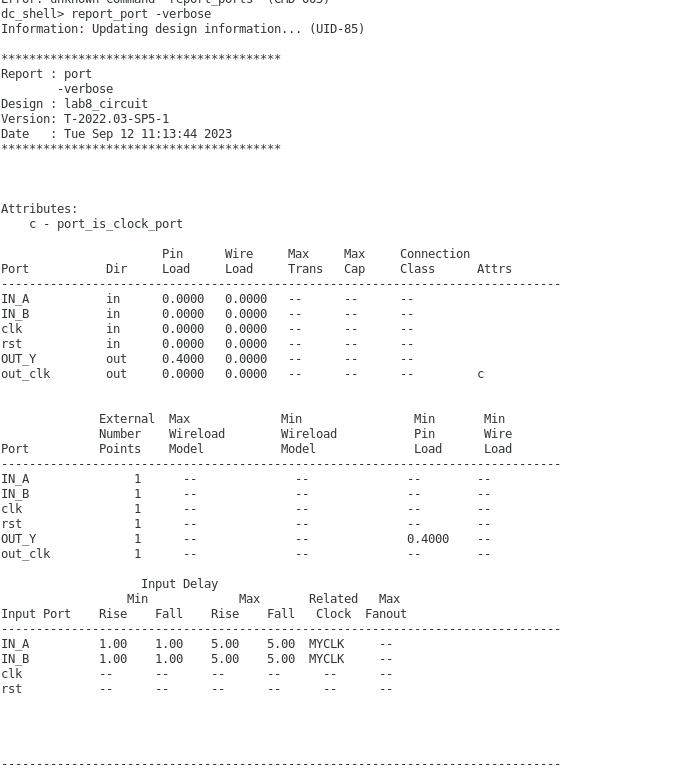 Error: unknown command 'report_ports' (CMD-005)
dc_shell> report_port -verbose
Information: Updating design information... (UID-85)
****************************************
Report : port
        -verbose
Design : lab8_circuit
Version: T-2022.03-SP5-1
Date   : Tue Sep 12 11:13:44 2023
****************************************
Attributes:
    c - port_is_clock_port
                       Pin      Wire     Max     Max     Connection
Port           Dir     Load     Load     Trans   Cap     Class      Attrs
--------------------------------------------------------------------------------
IN_A           in      0.0000   0.0000   --      --      --
IN_B           in      0.0000   0.0000   --      --      --
clk            in      0.0000   0.0000   --      --      --
rst            in      0.0000   0.0000   --      --      --
OUT_Y          out     0.4000   0.0000   --      --      --
out_clk        out     0.0000   0.0000   --      --      --         c
              External  Max             Min                Min       Min
              Number    Wireload        Wireload           Pin       Wire
Port          Points    Model           Model              Load      Load
--------------------------------------------------------------------------------
IN_A               1      --              --              --        --
IN_B               1      --              --              --        --
clk                1      --              --              --        --
rst                1      --              --              --        --
OUT_Y              1      --              --              0.4000    --
out_clk            1      --              --              --        --
                    Input Delay
                  Min             Max       Related   Max
Input Port    Rise    Fall    Rise    Fall   Clock  Fanout
--------------------------------------------------------------------------------
IN_A          1.00    1.00    5.00    5.00  MYCLK     --
IN_B          1.00    1.00    5.00    5.00  MYCLK     --
clk           --      --      --      --      --      --
rst           --      --      --      --      --      --
--------------------------------------------------------------------------------